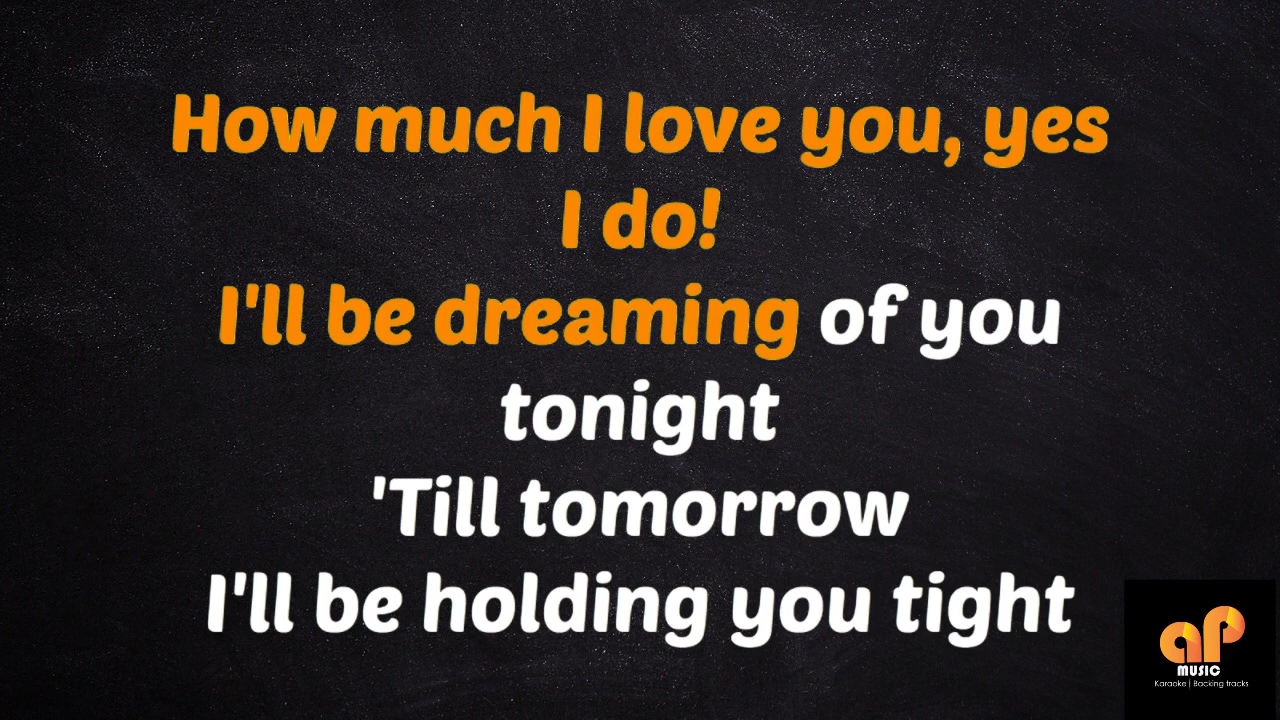 How much I love you, yes
I do!
I'll be dreaming of you
tonight
'Till tomorrow
I'll be holding you tight
ap
MUSIC
Karaoke | Backing tracks